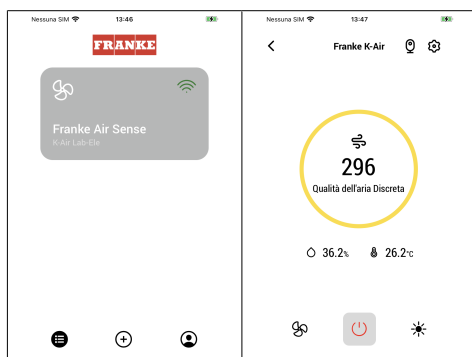 Nessuna SIM 13:46
FRANKE
Franke Air Sense
K-Air Lab-Ele
Nessuna SIM 13:47
Franke K-Air
296
Qualità dell'aria Discreta
36.2% 26.2°C